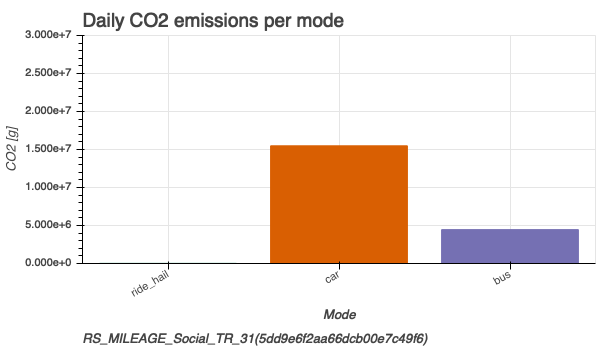 Daily CO2 emissions per mode
3.000e+7
2.500e+7
2.000e+7
1.500e+7
1.000e+7
5.000e+6
0.000e+0
CO2 [g]
ride_hail
car
bus
Mode
RS_MILEAGE_Social_TR_31(5dd9e6f2aa66dcb00e7c49f6)